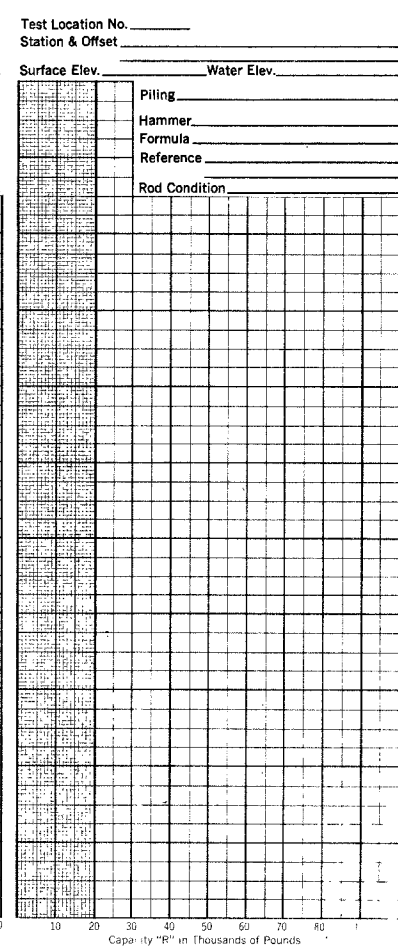 Test Location No.
Station & Offset
Surface Elev. Water Elev.
Piling
Hammer
Formula
Reference
Rod Condition
10 20 30 40 50 60 70 80
Capacity "R" in Thousands of Pounds